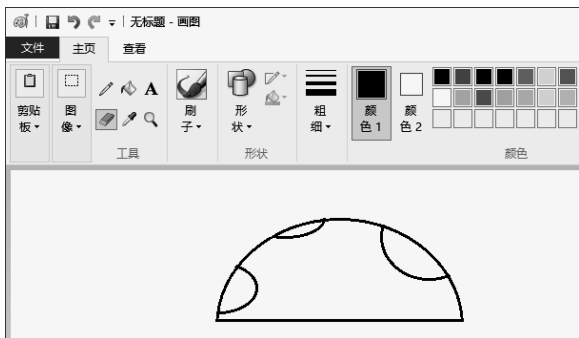 无标题 - 画图
文件 主页 查看
剪贴板 图像 A 刷子 形状 粗细 颜色 1 颜色 2
工具 形状 颜色